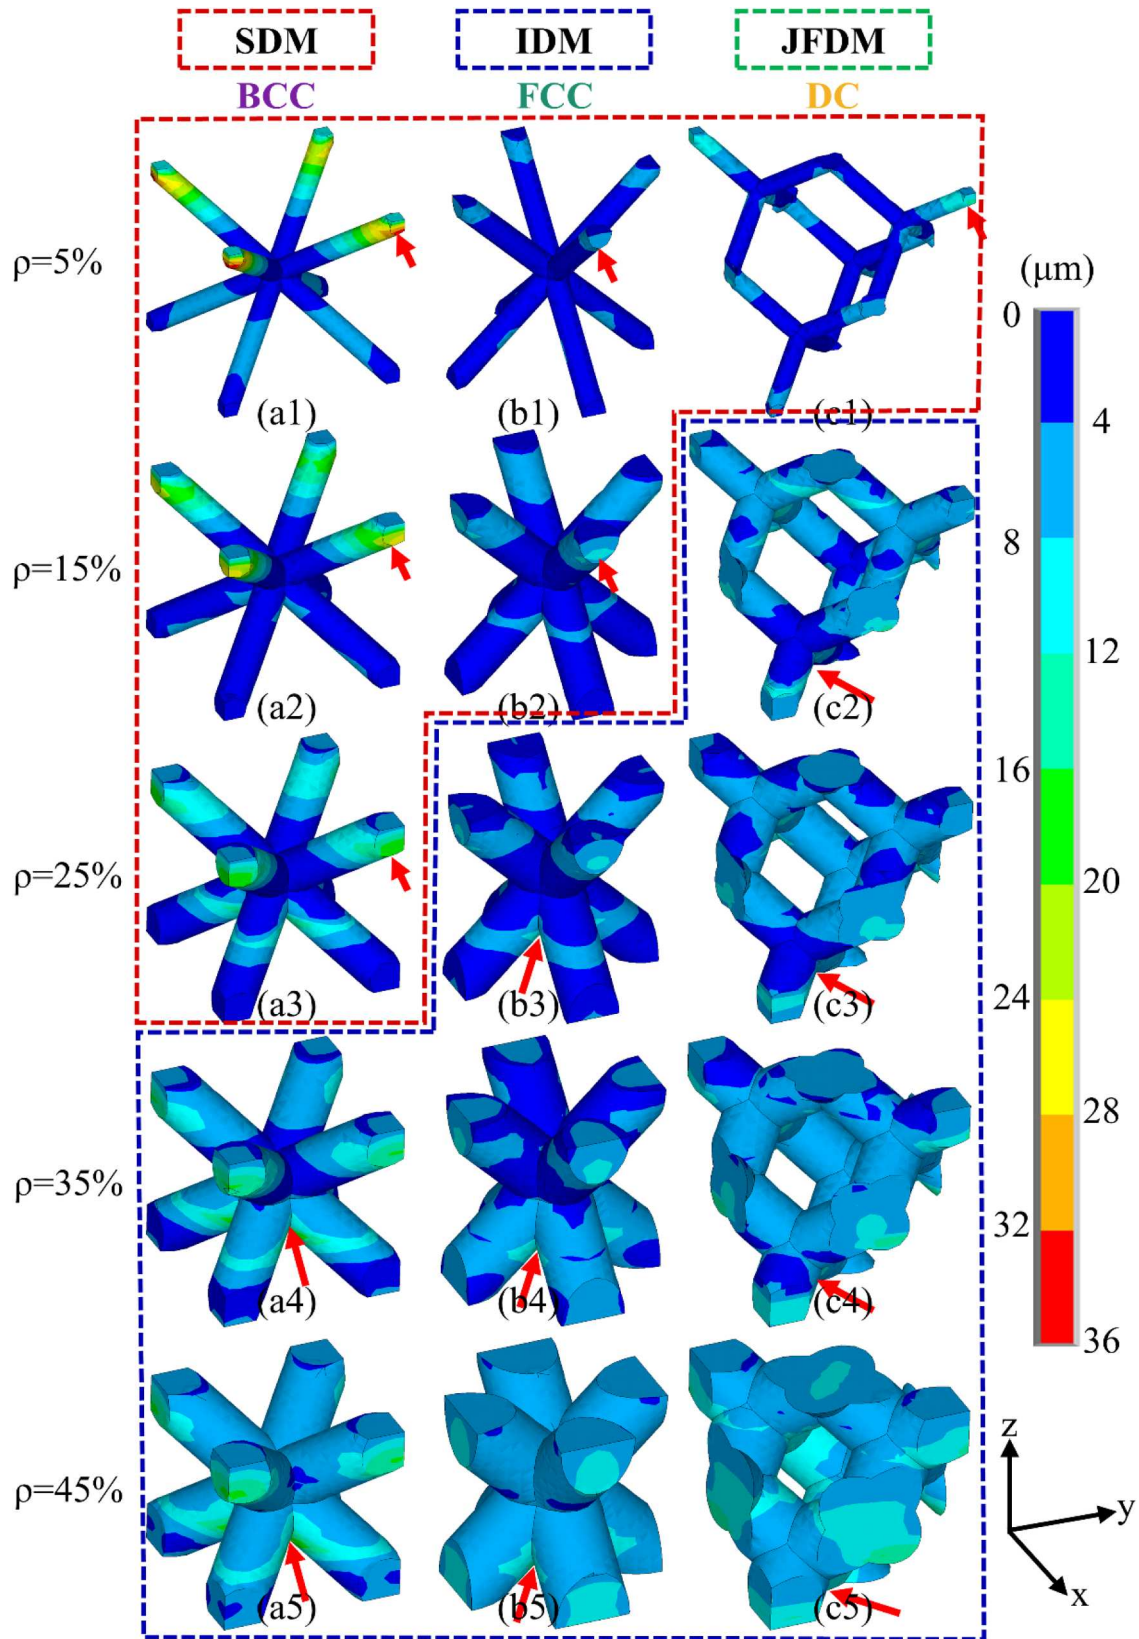 SDM IDM JFDM
BCC FCC DC
ρ=5%
(a1) (b1) (c1)
ρ=15%
(a2) (b2) (c2)
ρ=25%
(a3) (b3) (c3)
ρ=35%
(a4) (b4) (c4)
ρ=45%
(a5) (b5) (c5)
(μm)
0
4
8
12
16
20
24
28
32
36
z
y
x